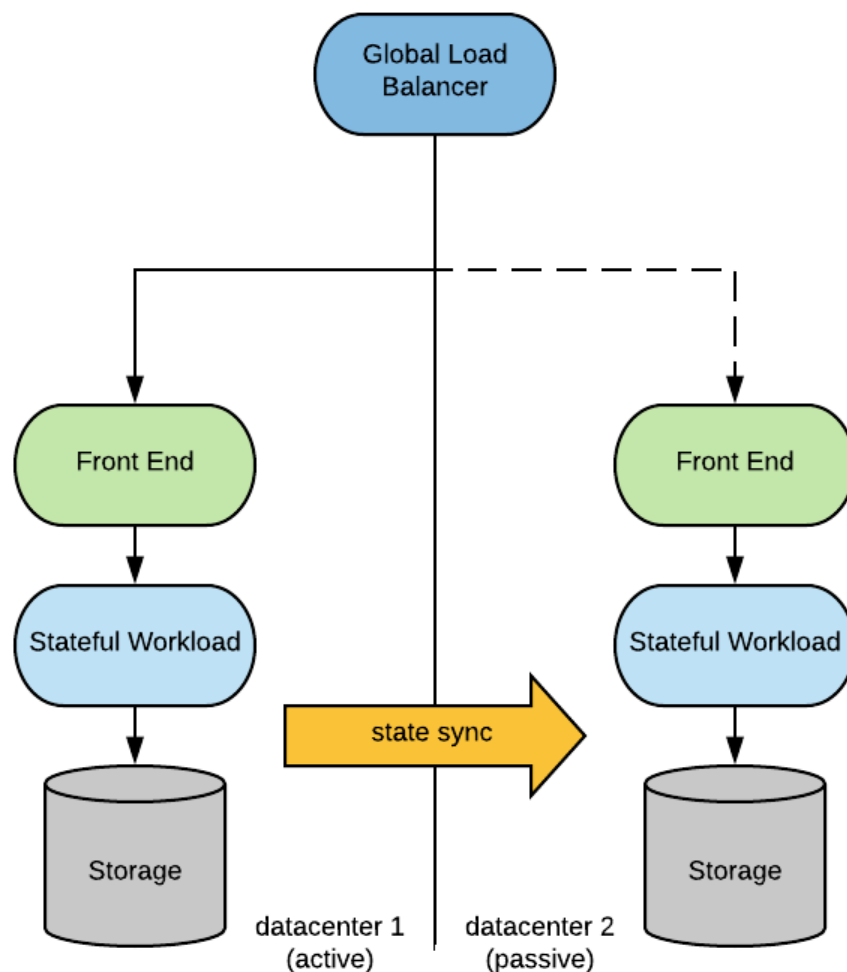 Global Load
Balancer
Front End
Front End
Stateful Workload
Stateful Workload
state sync
Storage
Storage
datacenter 1
(active)
datacenter 2
(passive)